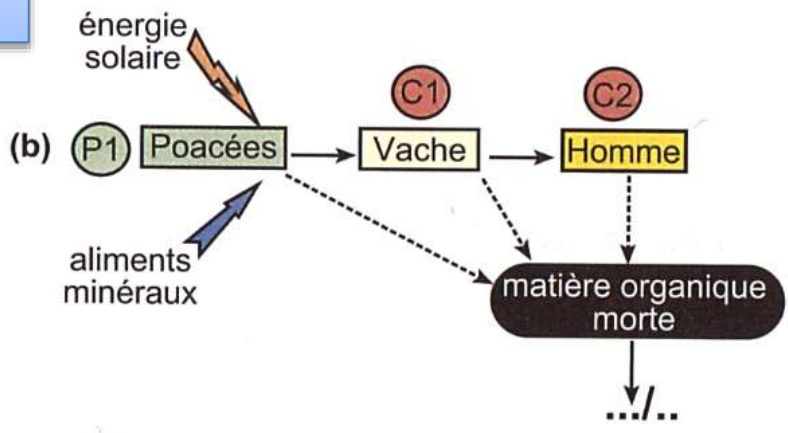 énergie
solaire
C1
C2
(b)
P1
Poacées
Vache
Homme
aliments
minéraux
matière organique
morte
.../..